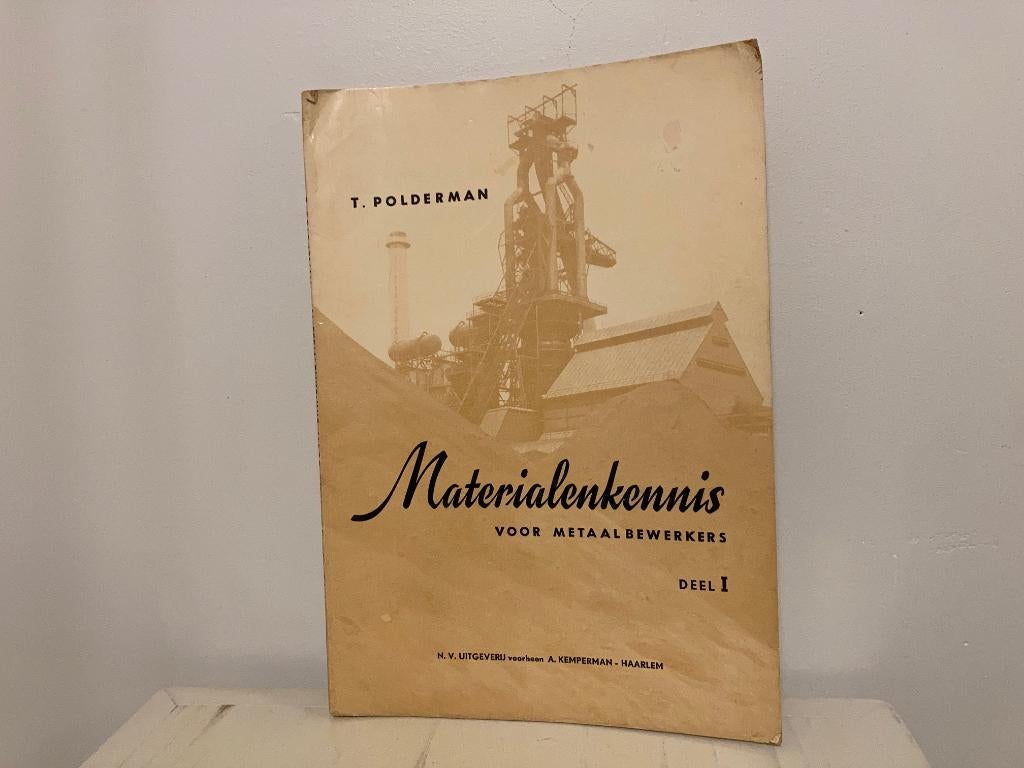 T. POLDERMAN
Materialenkennis
VOOR METAALBEWERKERS
DEEL I
N. V. UITGEVERIJ voorheen A. KEMPERMAN - HAARLEM